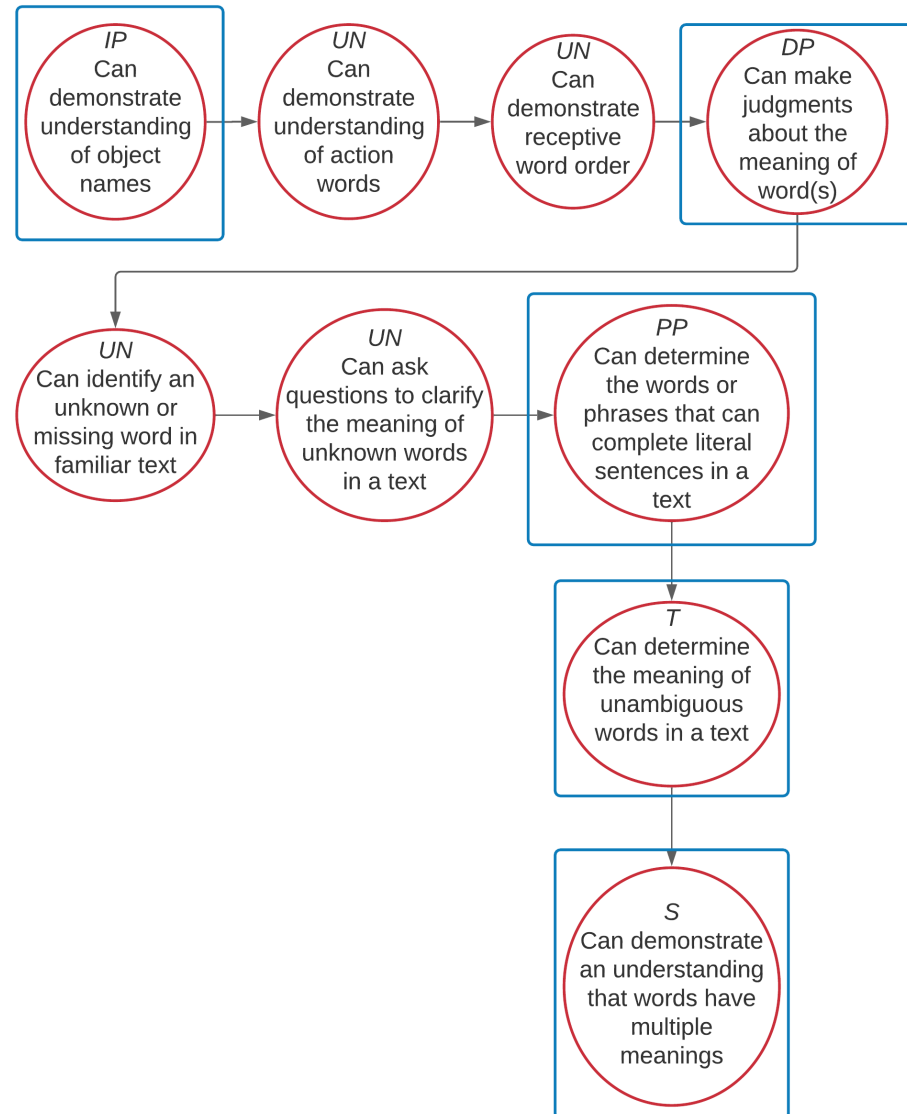 IP
Can
demonstrate
understanding
of object
names
UN
Can
demonstrate
understanding
of action
words
UN
Can
demonstrate
receptive
word order
DP
Can make
judgments
about the
meaning of
word(s)
UN
Can identify an
unknown or
missing word in
familiar text
UN
Can ask
questions to clarify
the meaning of
unknown words
in a text
PP
Can determine
the words or
phrases that can
complete literal
sentences in a
text
T
Can determine
the meaning of
unambiguous
words in a text
S
Can demonstrate
an understanding
that words have
multiple
meanings